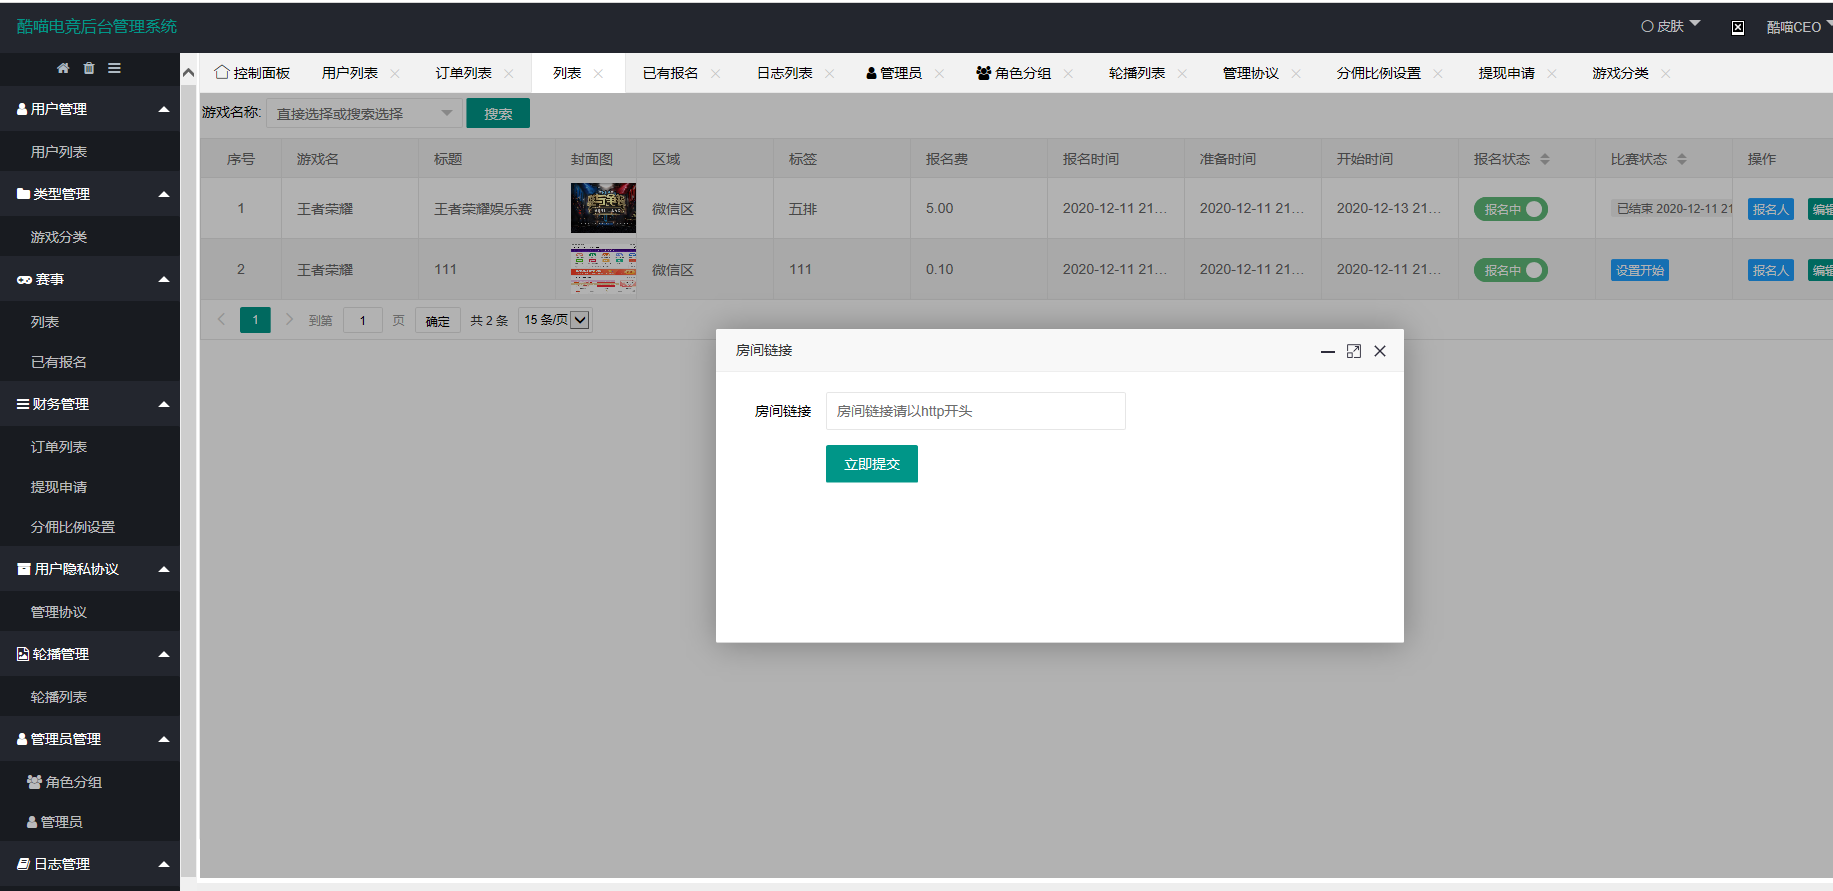 酷喵电竞后台管理系统
皮肤
酷喵CEO
控制面板 用户列表 订单列表 列表 已有报名 日志列表 管理员 角色分组 轮播列表 管理协议 分佣比例设置 提现申请 游戏分类
用户管理
用户列表
类型管理
游戏分类
赛事
列表
已有报名
财务管理
订单列表
提现申请
分佣比例设置
用户隐私协议
管理协议
轮播管理
轮播列表
管理员管理
角色分组
管理员
日志管理
游戏名称: 直接选择或搜索选择 搜索
序号 游戏名 标题 封面图 区域 标签 报名费 报名时间 准备时间 开始时间 报名状态 比赛状态 操作
1 王者荣耀 王者荣耀娱乐赛 微信区 五排 5.00 2020-12-11 21... 2020-12-11 21... 2020-12-13 21... 报名中 已结束 2020-12-11 21 报名人 编辑
2 王者荣耀 111 微信区 111 0.10 2020-12-11 21... 2020-12-11 21... 2020-12-11 21... 报名中 设置开始 报名人 编辑
1 到第 1 页 确定 共 2 条 15 条/页
房间链接
房间链接 房间链接请以http开头
立即提交